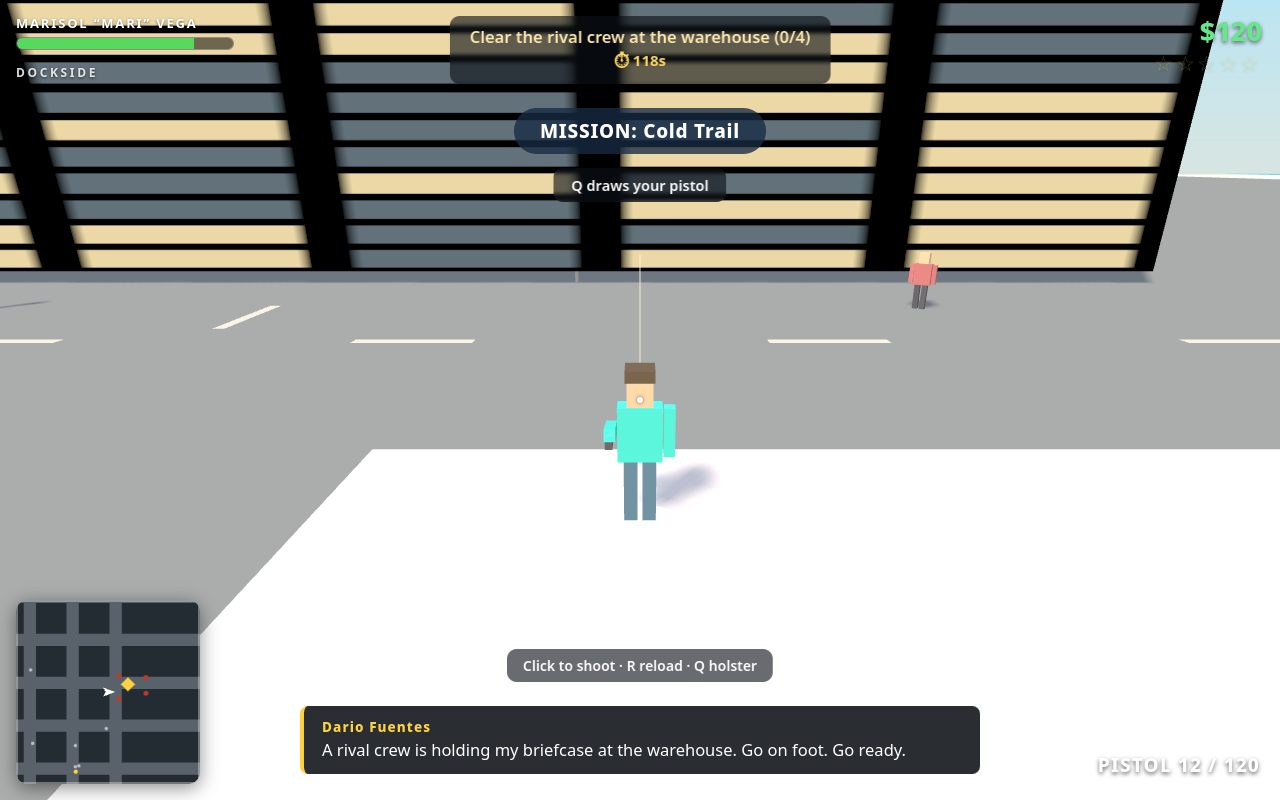 MARISOL “MARI” VEGA
DOCKSIDE
Clear the rival crew at the warehouse (0/4)
⏱ 118s
$120
☆ ☆ ☆ ☆ ☆
MISSION: Cold Trail
Q draws your pistol
Click to shoot · R reload · Q holster
Dario Fuentes
A rival crew is holding my briefcase at the warehouse. Go on foot. Go ready.
PISTOL 12 / 120